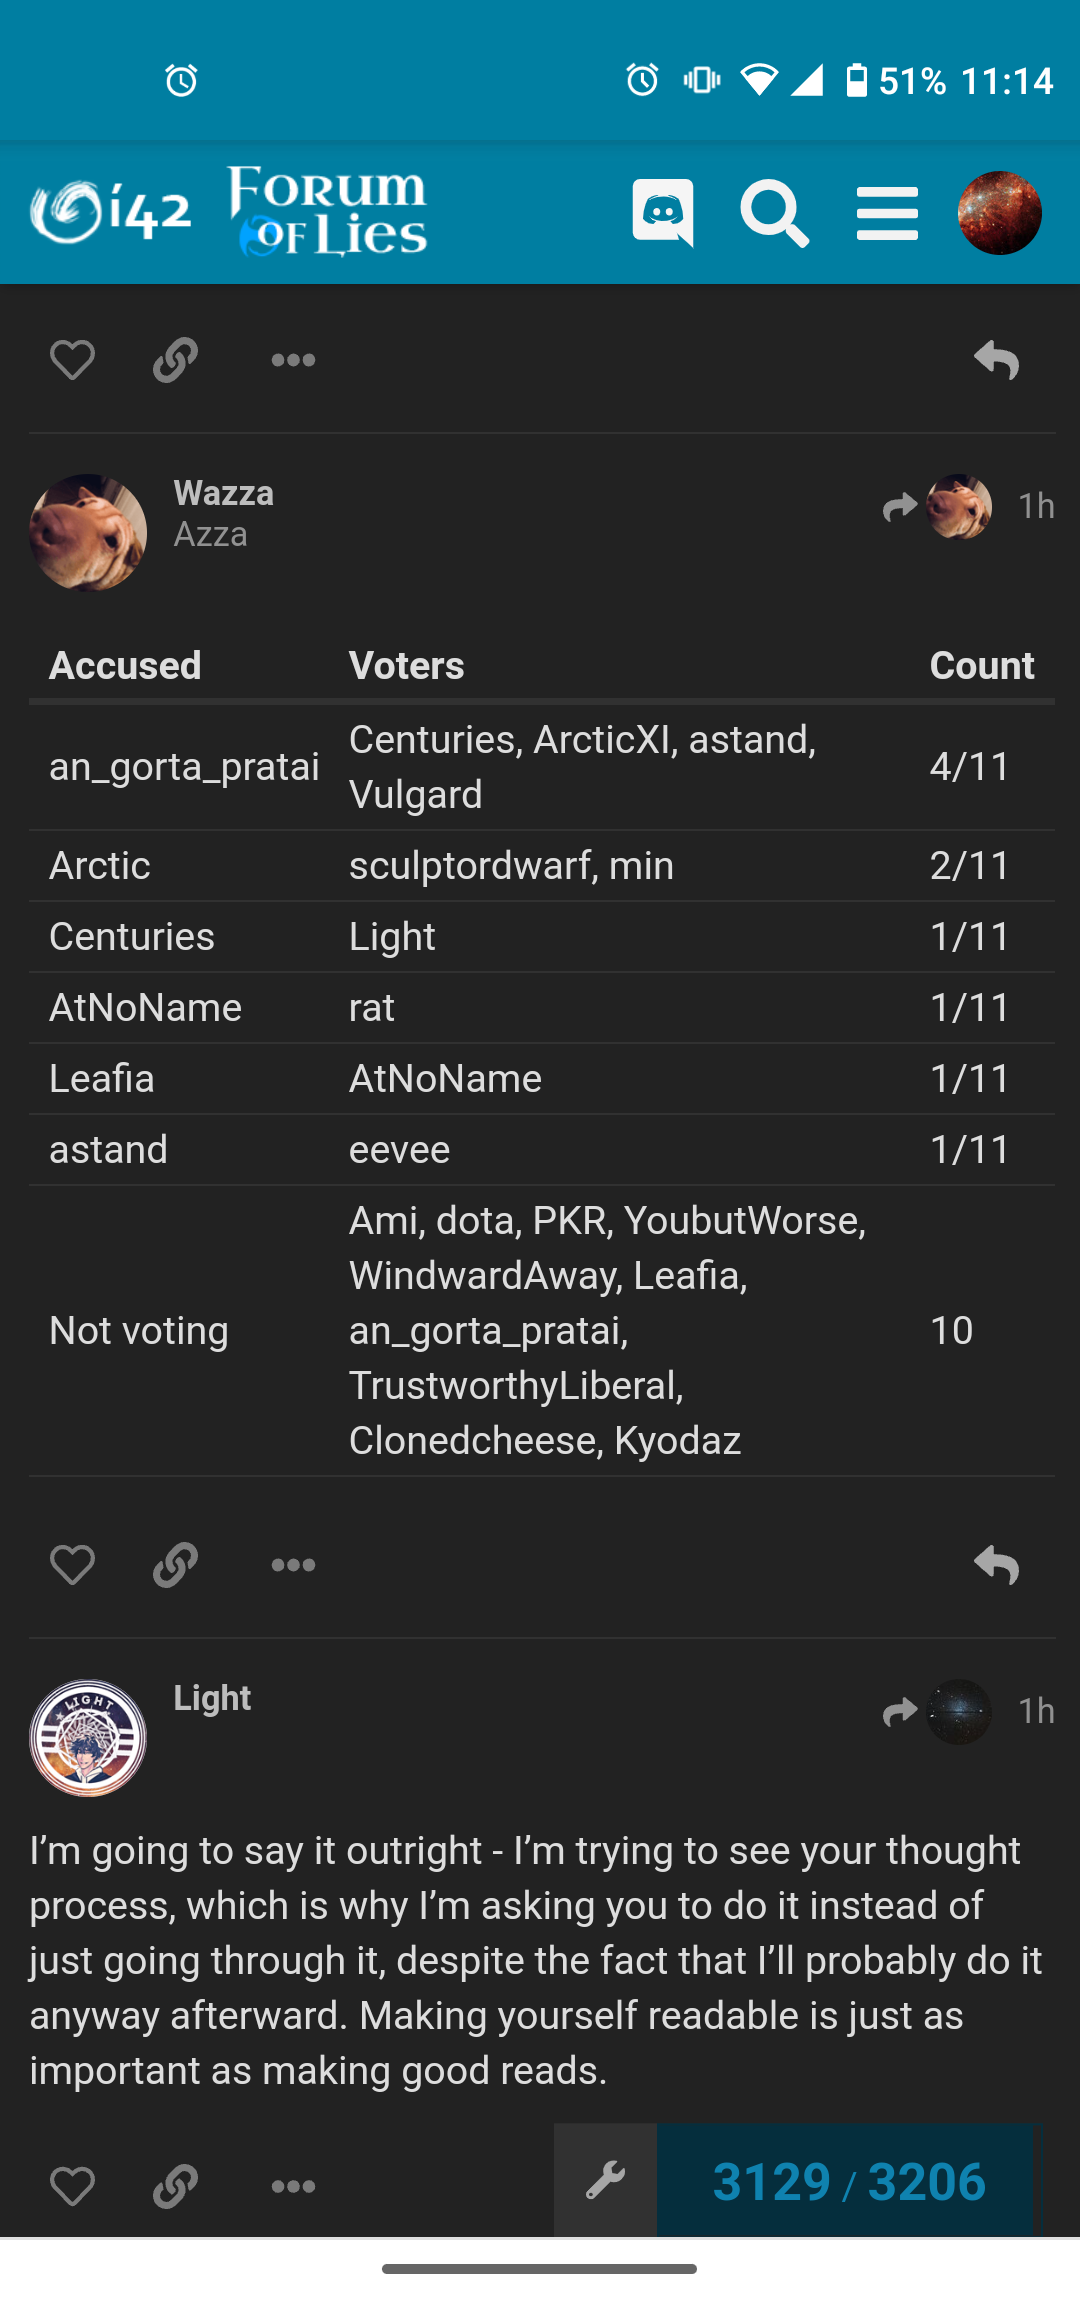 51% 11:14
i42 Forum of Lies
Wazza
Azza
1h
Accused Voters Count
an_gorta_pratai Centuries, ArcticXI, astand, 4/11
Vulgard
Arctic sculptordwarf, min 2/11
Centuries Light 1/11
AtNoName rat 1/11
Leafia AtNoName 1/11
astand eevee 1/11
Not voting Ami, dota, PKR, YoubutWorse, 10
WindwardAway, Leafia,
an_gorta_pratai,
TrustworthyLiberal,
Clonedcheese, Kyodaz
LIGHT
Light
1h
I’m going to say it outright - I’m trying to see your thought
process, which is why I’m asking you to do it instead of
just going through it, despite the fact that I’ll probably do it
anyway afterward. Making yourself readable is just as
important as making good reads.
3129 / 3206